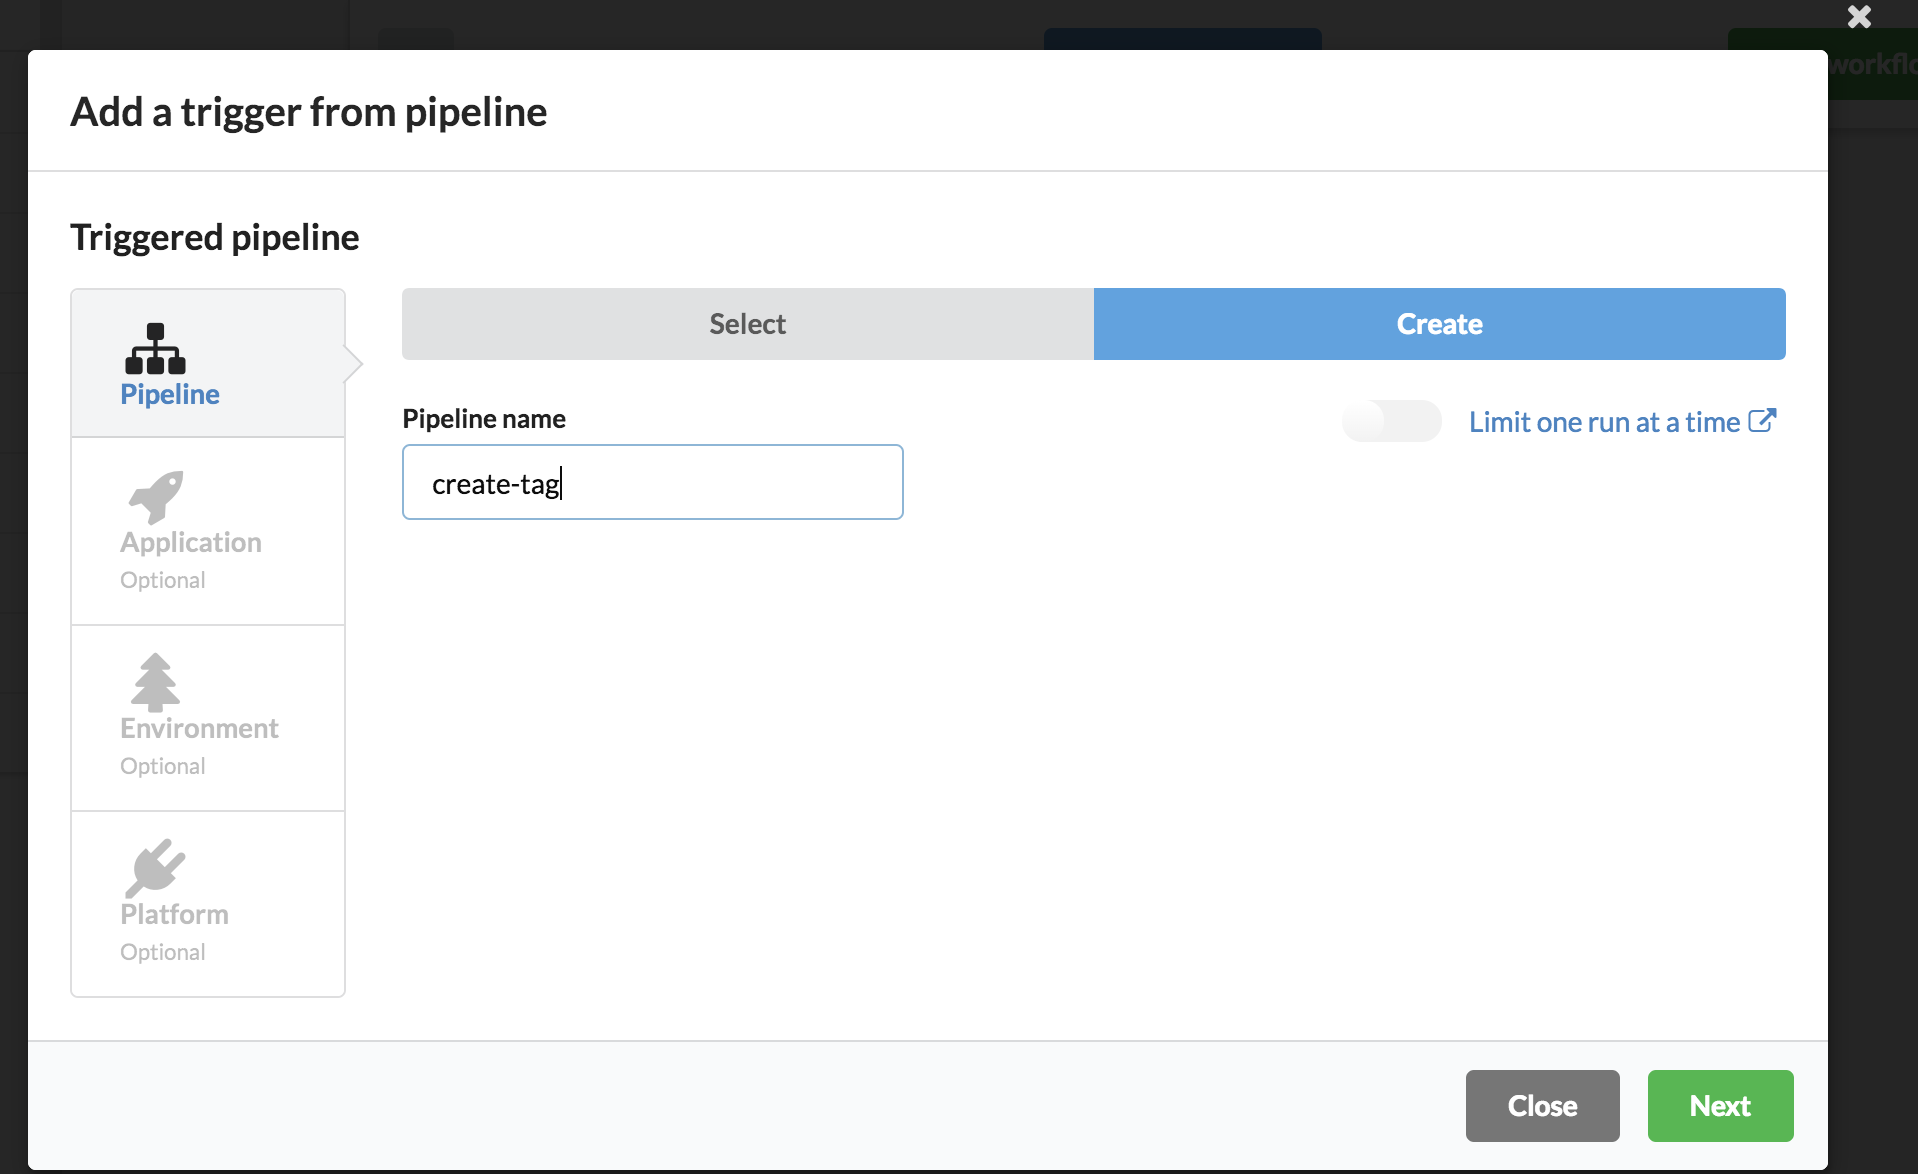 Add a trigger from pipeline
Triggered pipeline
Pipeline
Application
Optional
Environment
Optional
Platform
Optional
Select
Create
Pipeline name
create-tag
Limit one run at a time
Close
Next